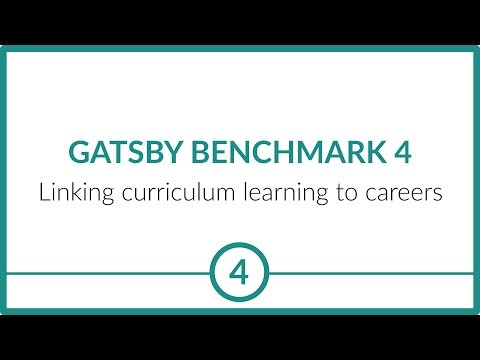 GATSBY BENCHMARK 4
Linking curriculum learning to careers
4